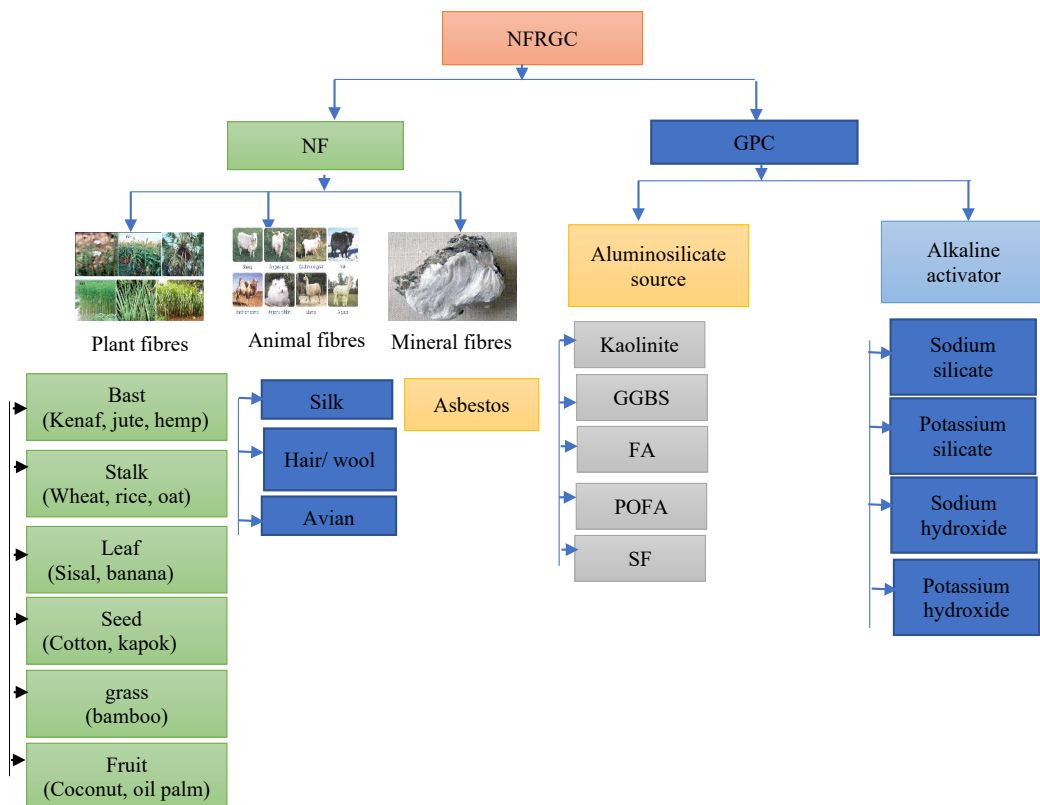 NFRGC
NF
GPC
Aluminosilicate
source
Alkaline
activator
Plant fibres
Animal fibres
Mineral fibres
Bast
(Kenaf, jute, hemp)
Stalk
(Wheat, rice, oat)
Leaf
(Sisal, banana)
Seed
(Cotton, kapok)
grass
(bamboo)
Fruit
(Coconut, oil palm)
Silk
Hair/ wool
Avian
Asbestos
Kaolinite
GGBS
FA
POFA
SF
Sodium
silicate
Potassium
silicate
Sodium
hydroxide
Potassium
hydroxide